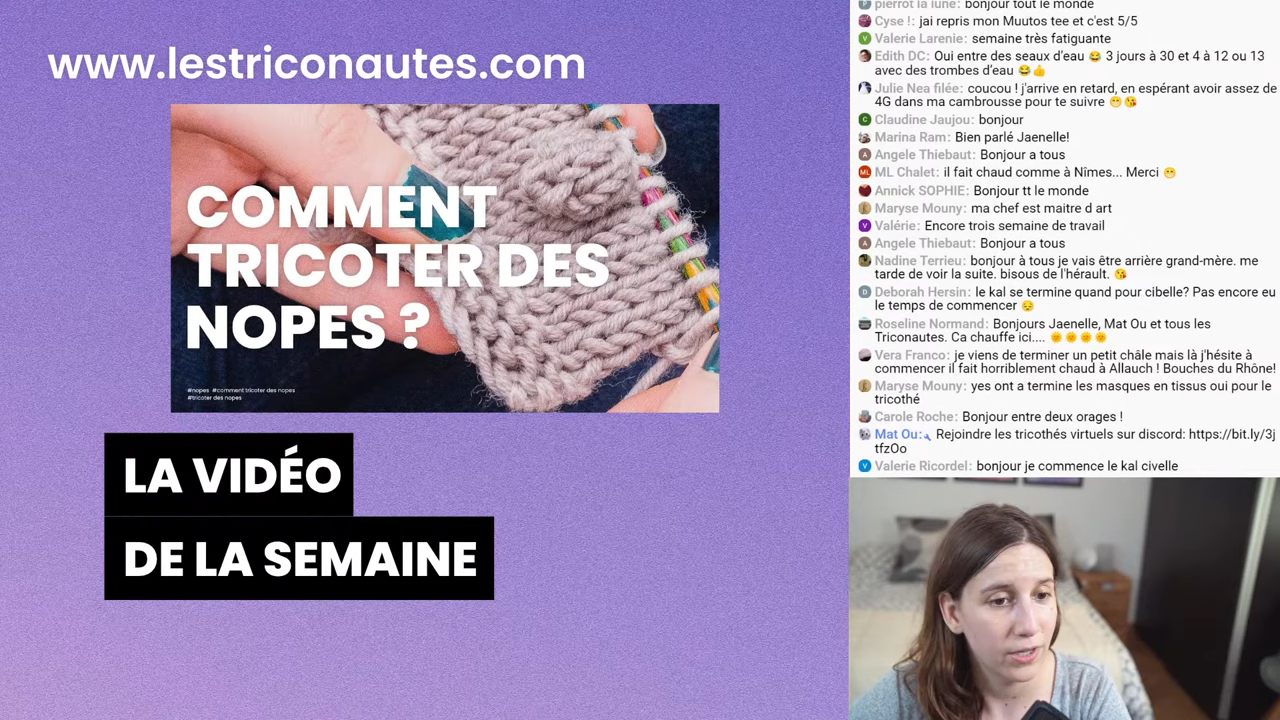 www.lestriconautes.com
COMMENT
TRICOTER DES
NOPES ?
#nopes #comment tricoter des nopes
#tricoter des nopes
LA VIDÉO
DE LA SEMAINE
pierrot la lune: bonjour tout le monde
Cyse !: jai repris mon Muutos tee et c'est 5/5
Valerie Larenie: semaine très fatiguante
Edith DC: Oui entre des seaux d'eau 😂 3 jours à 30 et 4 à 12 ou 13
avec des trombes d'eau 😂👍
Julie Nea filée: coucou ! j'arrive en retard, en espérant avoir assez de
4G dans ma cambrousse pour te suivre 😁😘
Claudine Jaujou: bonjour
Marina Ram: Bien parlé Jaenelle!
Angele Thiebaut: Bonjour a tous
ML Chalet: il fait chaud comme à Nîmes... Merci 😁
Annick SOPHIE: Bonjour tt le monde
Maryse Mouny: ma chef est maitre d art
Valérie: Encore trois semaine de travail
Angele Thiebaut: Bonjour a tous
Nadine Terrieu: bonjour à tous je vais être arrière grand-mère. me
tarde de voir la suite. bisous de l'hérault. 😘
Deborah Hersin: le kal se termine quand pour cibelle? Pas encore eu
le temps de commencer 😔
Roseline Normand: Bonjours Jaenelle, Mat Ou et tous les
Triconautes. Ca chauffe ici.... 🌞🌞🌞🌞
Vera Franco: je viens de terminer un petit châle mais là j'hésite à
commencer il fait horriblement chaud à Allauch ! Bouches du Rhône!
Maryse Mouny: yes ont a termine les masques en tissus oui pour le
tricothé
Carole Roche: Bonjour entre deux orages !
Mat Ou: Rejoindre les tricothés virtuels sur discord: https://bit.ly/3j
tfzOo
Valerie Ricordel: bonjour je commence le kal civelle